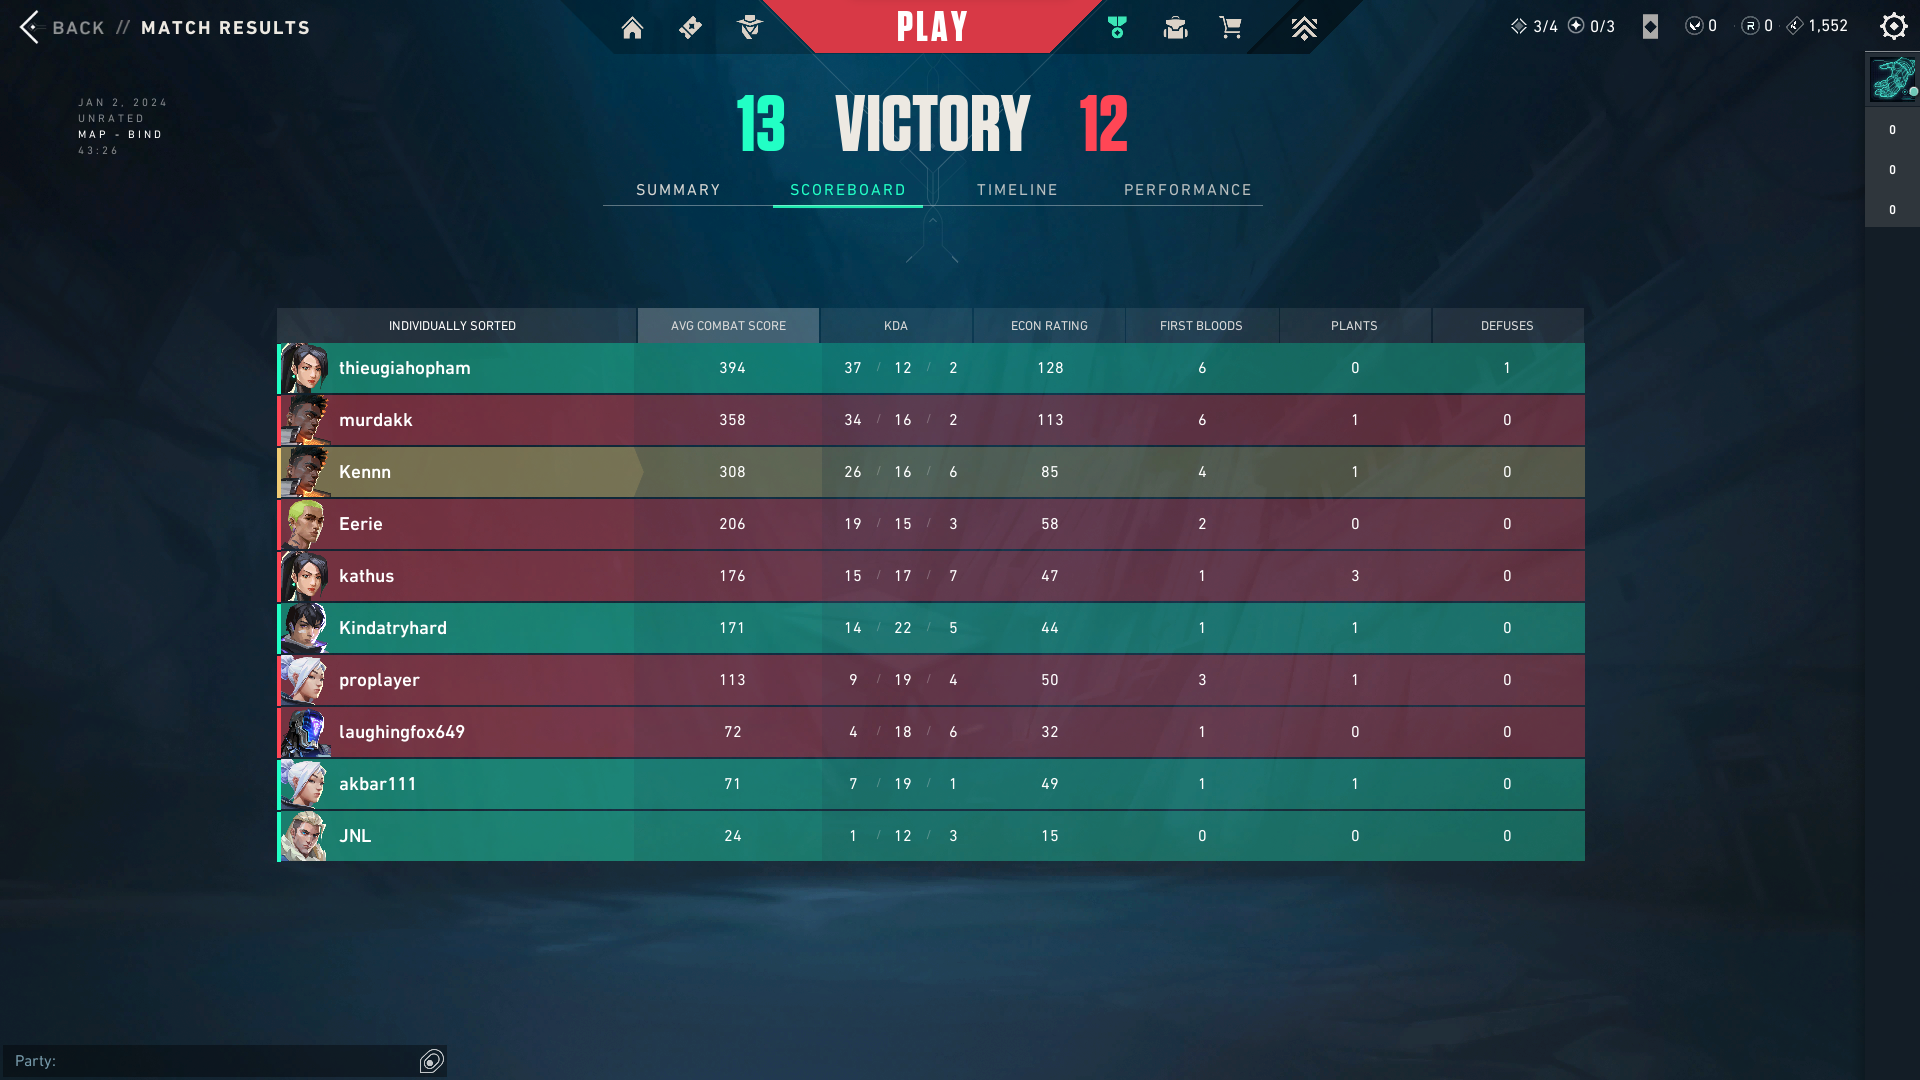 BACK // MATCH RESULTS
PLAY
3/4 0/3 0 0 1,552
JAN 2, 2024
UNRATED
MAP - BIND
43:26
13 VICTORY 12
SUMMARY SCOREBOARD TIMELINE PERFORMANCE
0
0
0
INDIVIDUALLY SORTED AVG COMBAT SCORE KDA ECON RATING FIRST BLOODS PLANTS DEFUSES
thieugiahopham 394 37 / 12 / 2 128 6 0 1
murdakk 358 34 / 16 / 2 113 6 1 0
Kennn 308 26 / 16 / 6 85 4 1 0
Eerie 206 19 / 15 / 3 58 2 0 0
kathus 176 15 / 17 / 7 47 1 3 0
Kindatryhard 171 14 / 22 / 5 44 1 1 0
proplayer 113 9 / 19 / 4 50 3 1 0
laughingfox649 72 4 / 18 / 6 32 1 0 0
akbar111 71 7 / 19 / 1 49 1 1 0
JNL 24 1 / 12 / 3 15 0 0 0
Party: